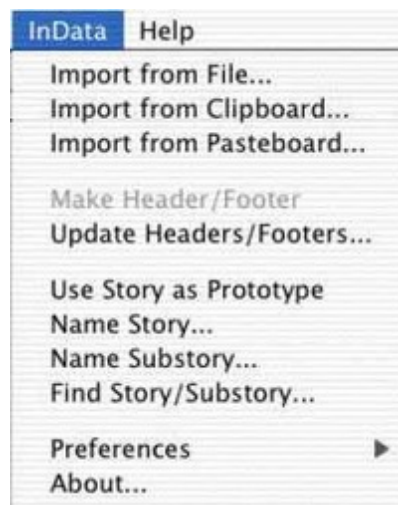 InData Help
Import from File...
Import from Clipboard...
Import from Pasteboard...
Make Header/Footer
Update Headers/Footers...
Use Story as Prototype
Name Story...
Name Substory...
Find Story/Substory...
Preferences
About...